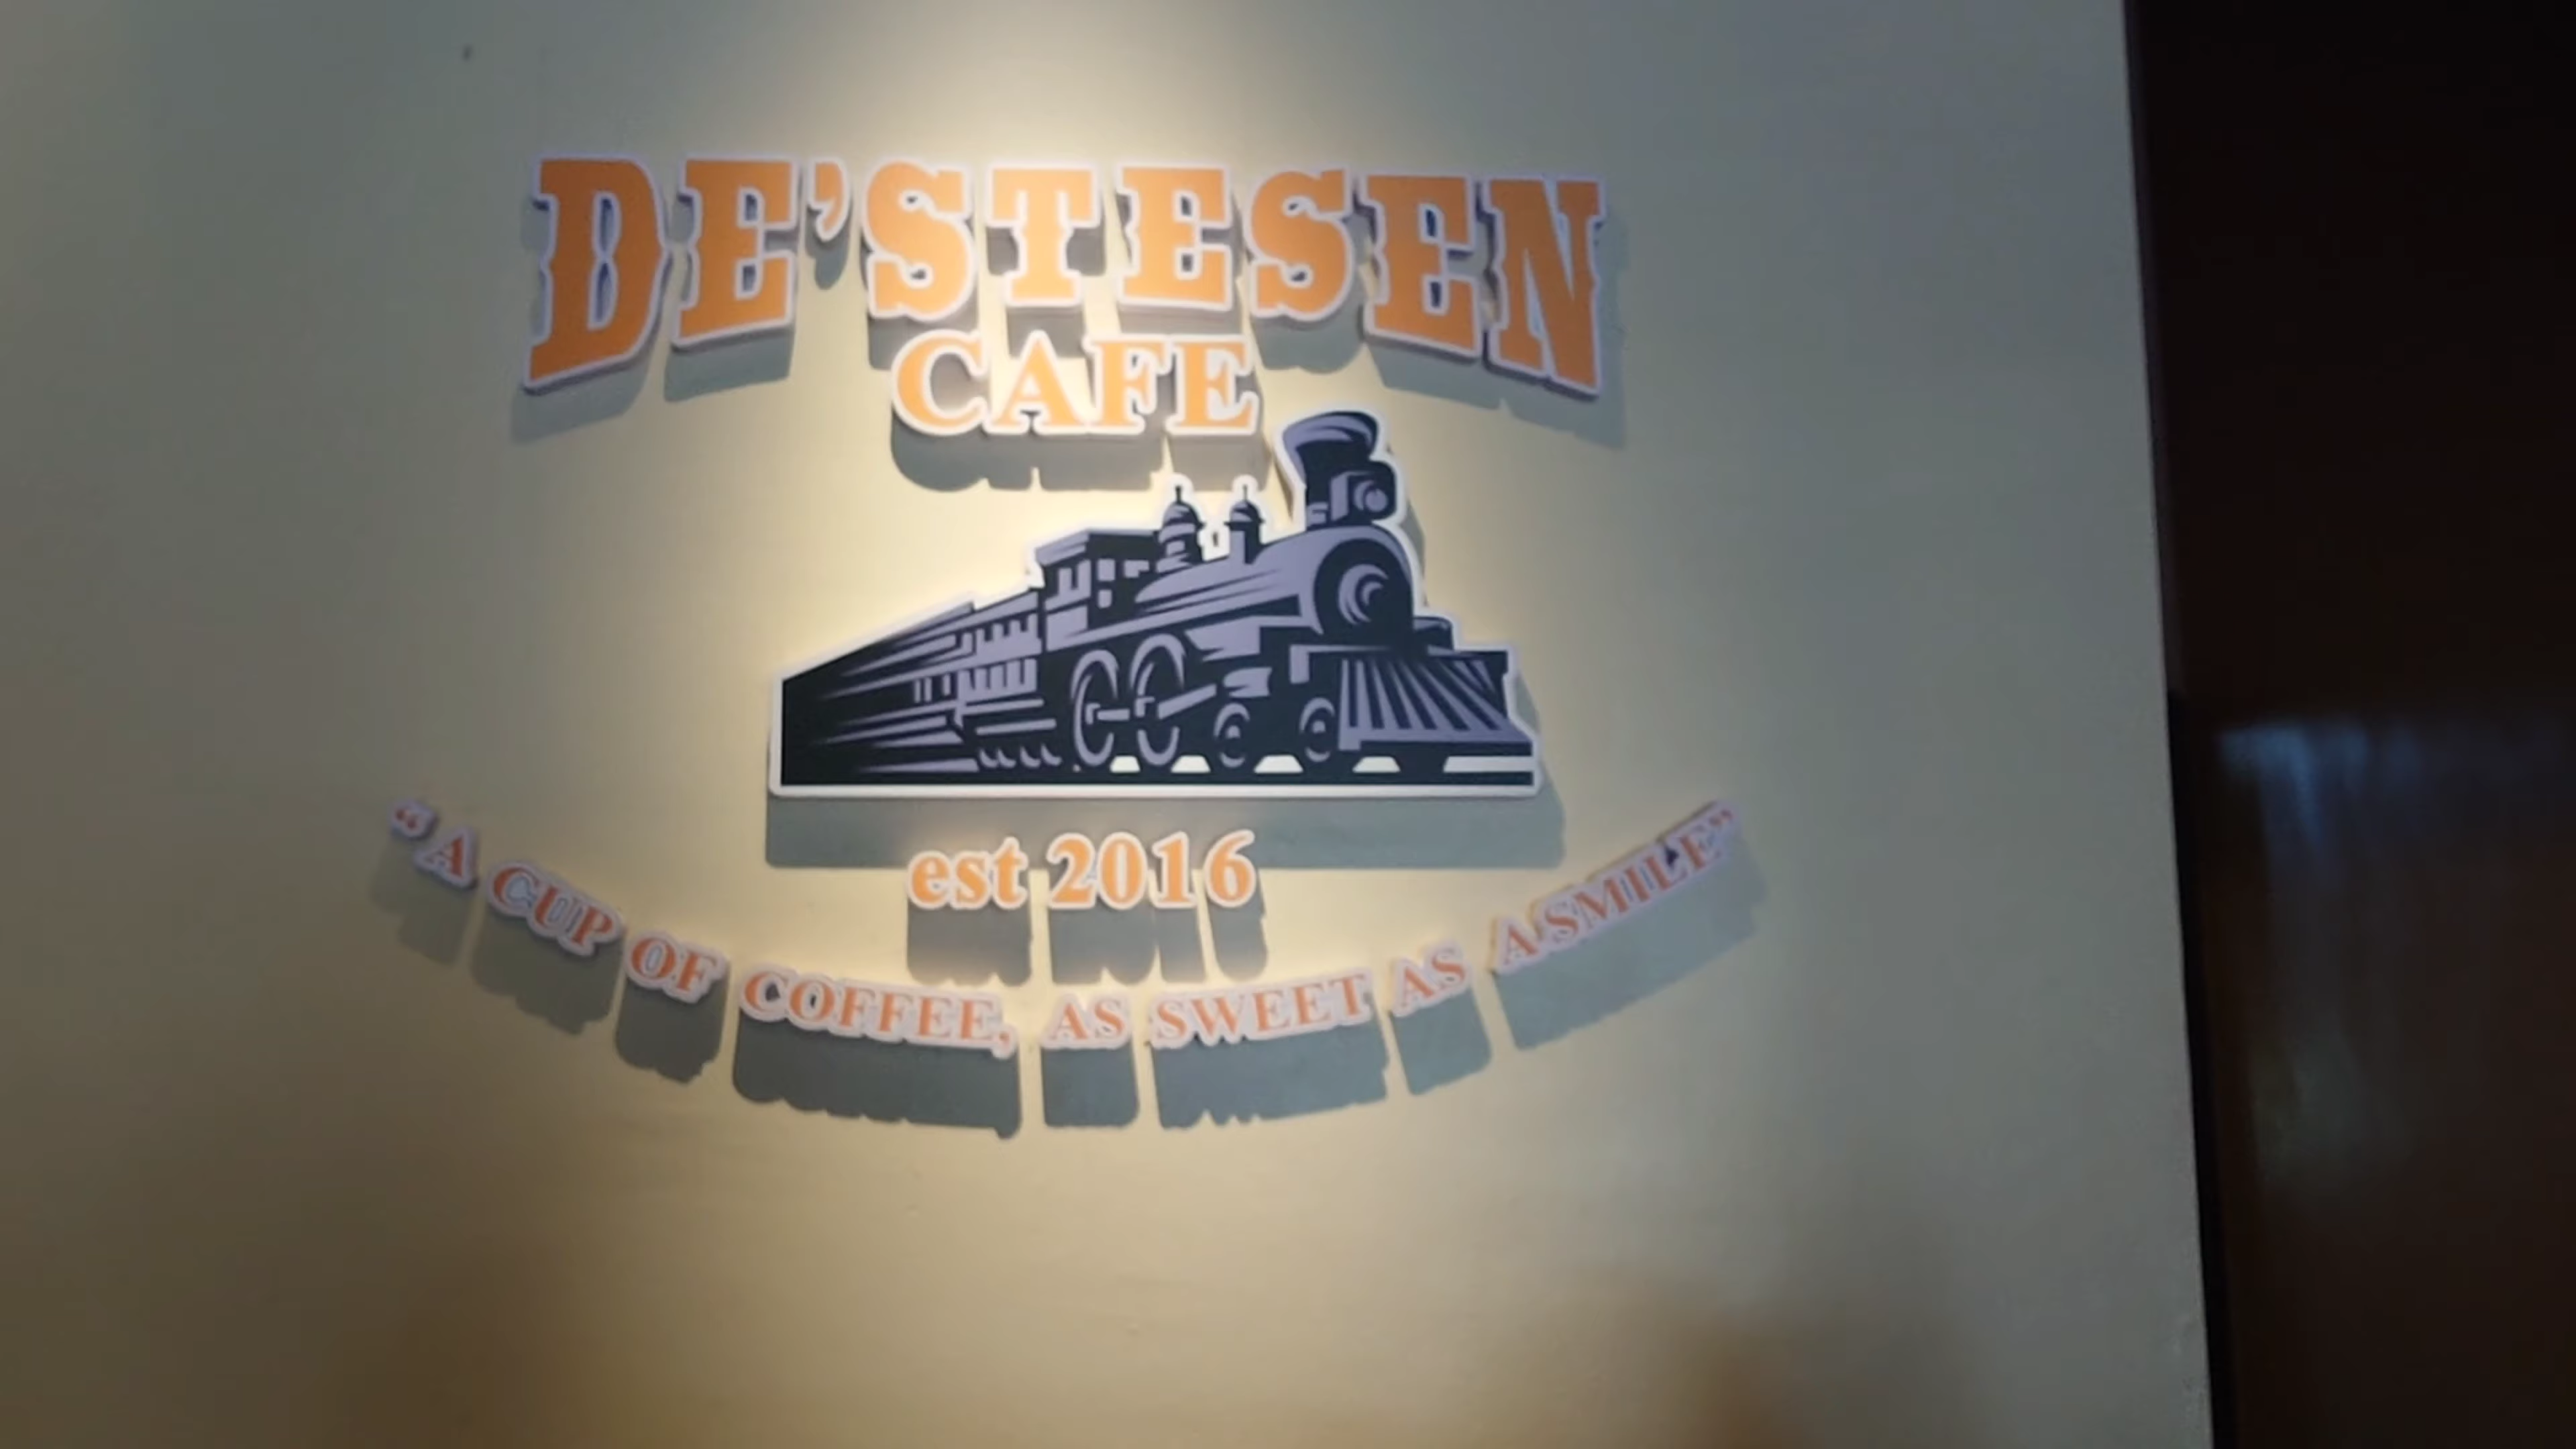 DE'STESEN
CAFE
est 2016
“A CUP OF COFFEE, AS SWEET AS A SMILE”